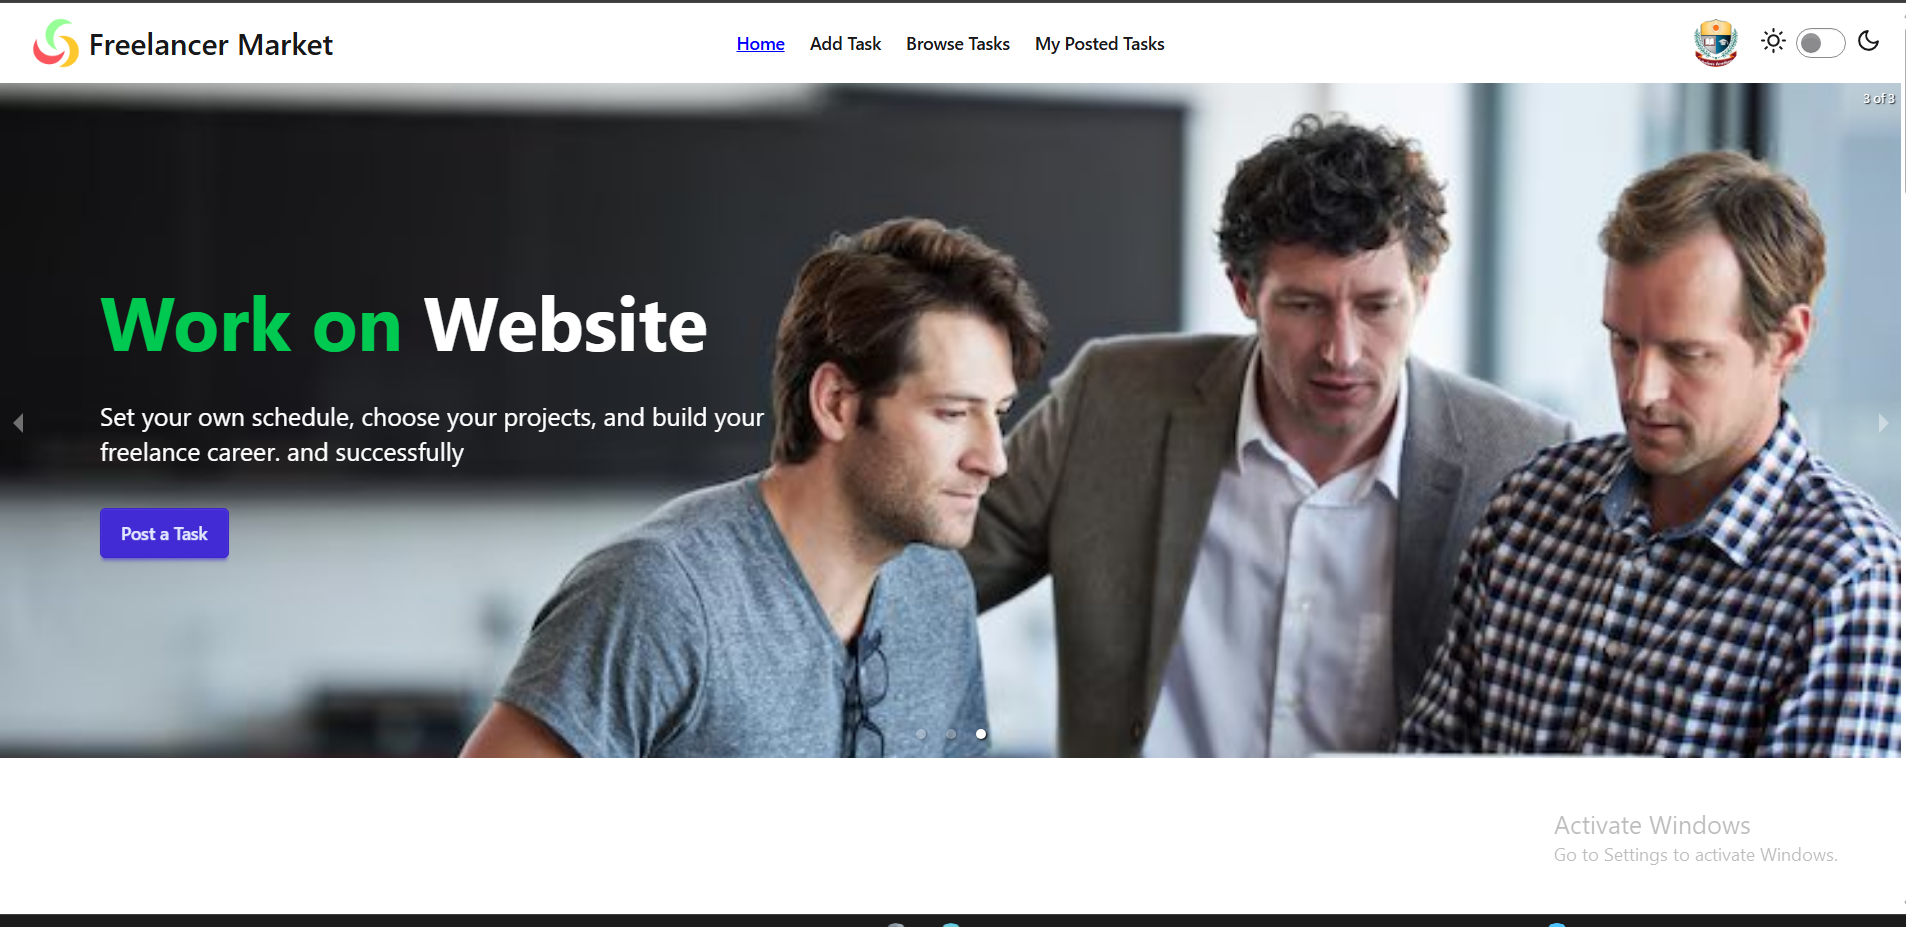 Freelancer Market
Home
Add Task
Browse Tasks
My Posted Tasks
3 of 3
Work on Website
Set your own schedule, choose your projects, and build your
freelance career. and successfully
Post a Task
Activate Windows
Go to Settings to activate Windows.